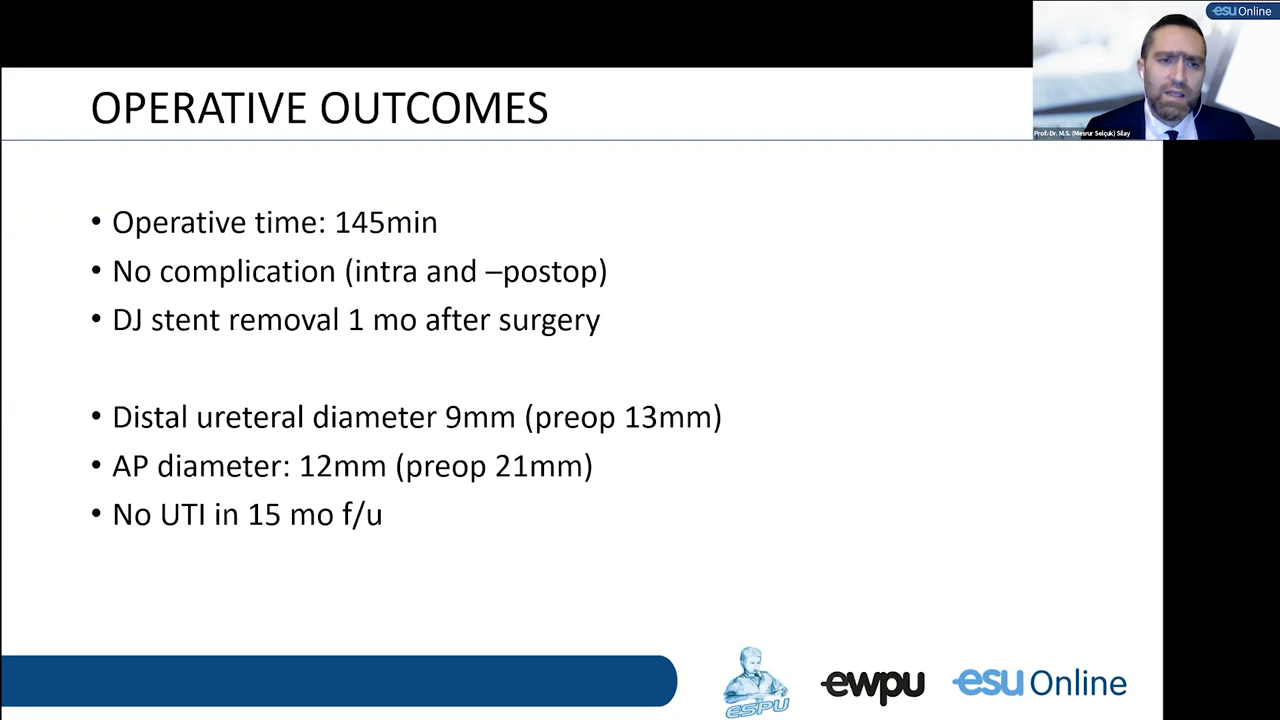 esu Online
OPERATIVE OUTCOMES
Prof. Dr. M.S. (Mesrur Selçuk) Silay
• Operative time: 145min
• No complication (intra and –postop)
• DJ stent removal 1 mo after surgery
• Distal ureteral diameter 9mm (preop 13mm)
• AP diameter: 12mm (preop 21mm)
• No UTI in 15 mo f/u
ESPU
ewpu
esu Online